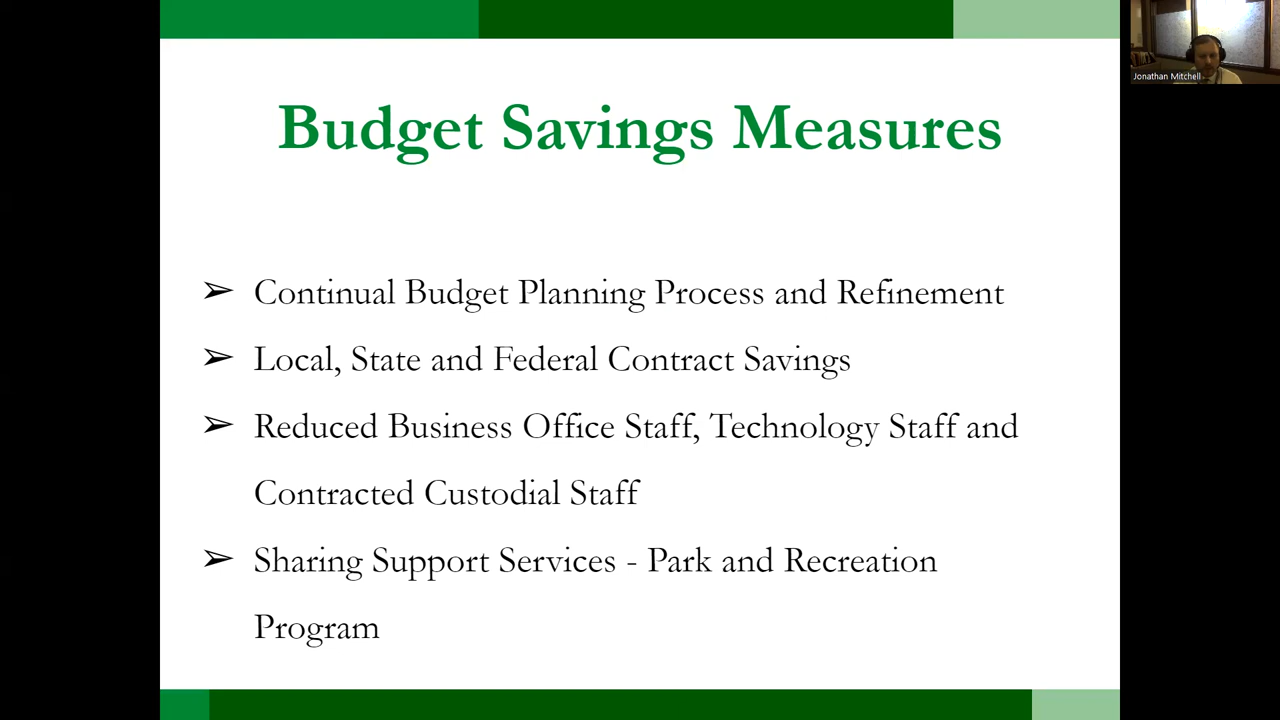 Budget Savings Measures
Jonathan Mitchell
➢ Continual Budget Planning Process and Refinement
➢ Local, State and Federal Contract Savings
➢ Reduced Business Office Staff, Technology Staff and
Contracted Custodial Staff
➢ Sharing Support Services - Park and Recreation
Program